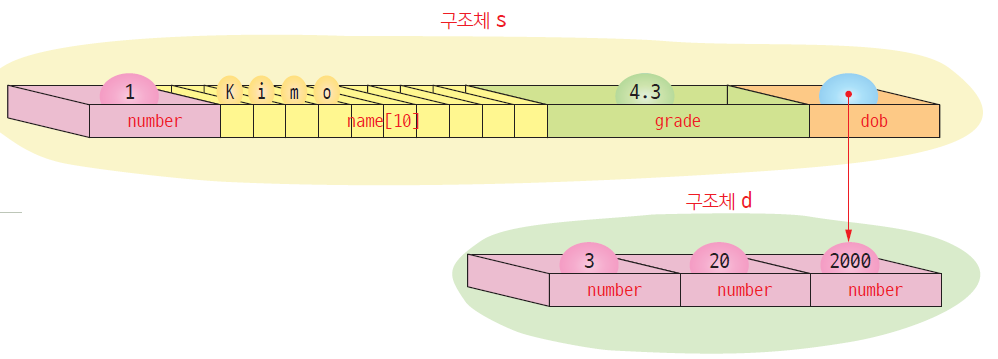 구조체 s
1 K i m o 4.3
number name[10] grade dob
구조체 d
3 20 2000
number number number